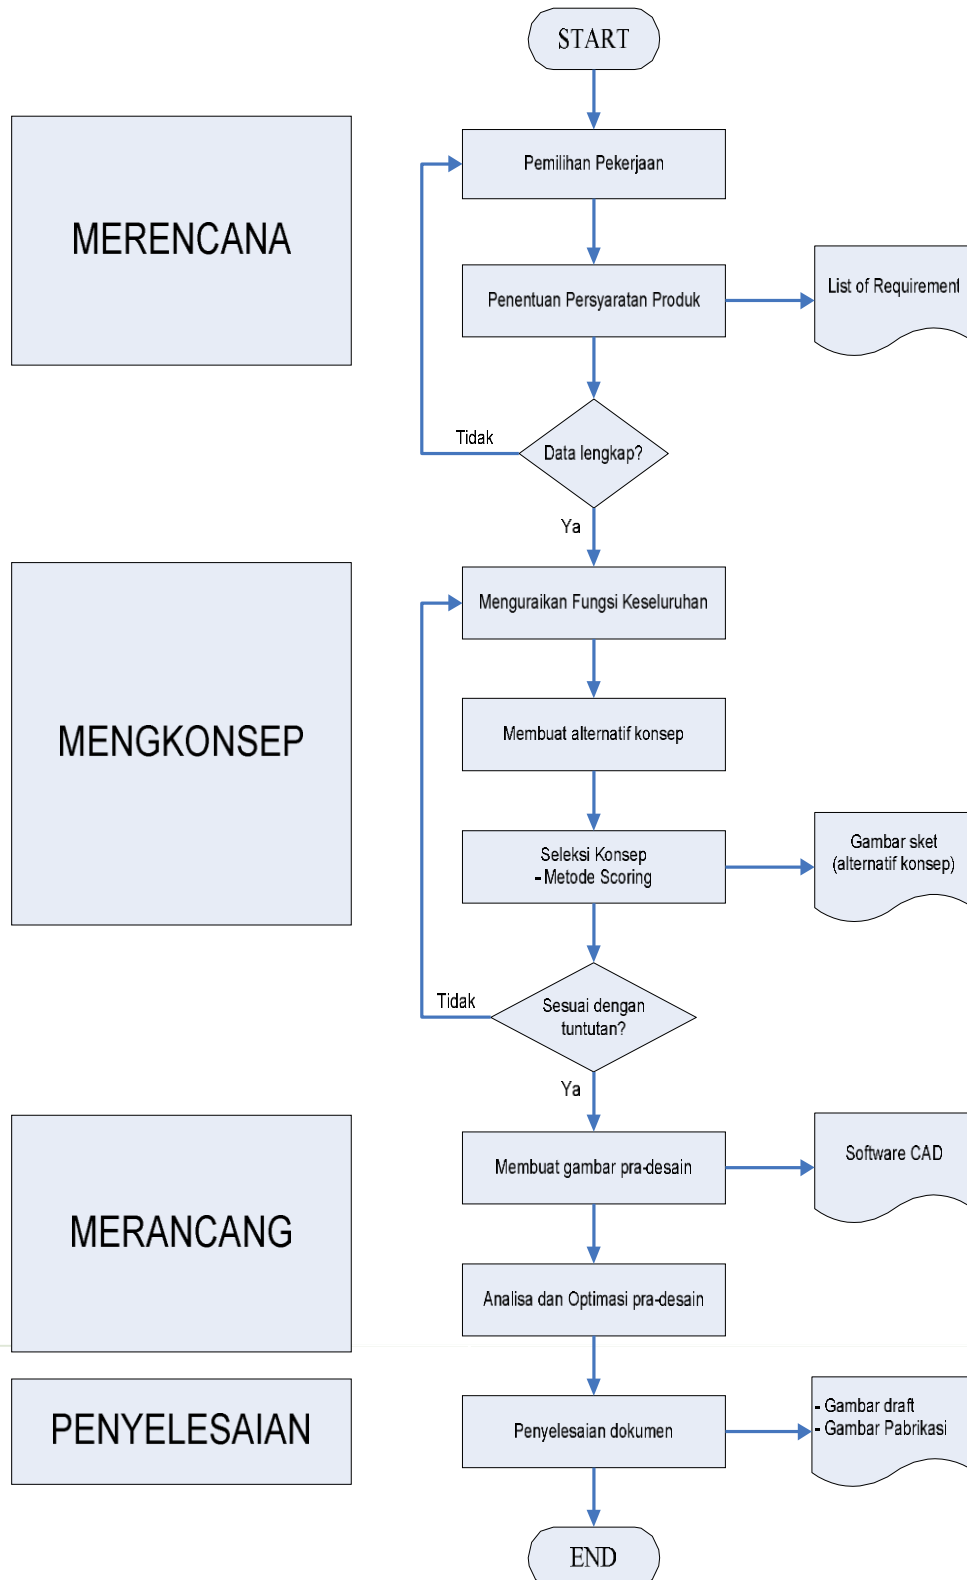 START
MERENCANA
Pemilihan Pekerjaan
Penentuan Persyaratan Produk
List of Requirement
Tidak
Data lengkap?
Ya
MENGKONSEP
Menguraikan Fungsi Keseluruhan
Membuat alternatif konsep
Seleksi Konsep
- Metode Scoring
Gambar sket
(alternatif konsep)
Tidak
Sesuai dengan
tuntutan?
Ya
MERANCANG
Membuat gambar pra-desain
Software CAD
Analisa dan Optimasi pra-desain
PENYELESAIAN
Penyelesaian dokumen
- Gambar draft
- Gambar Pabrikasi
END